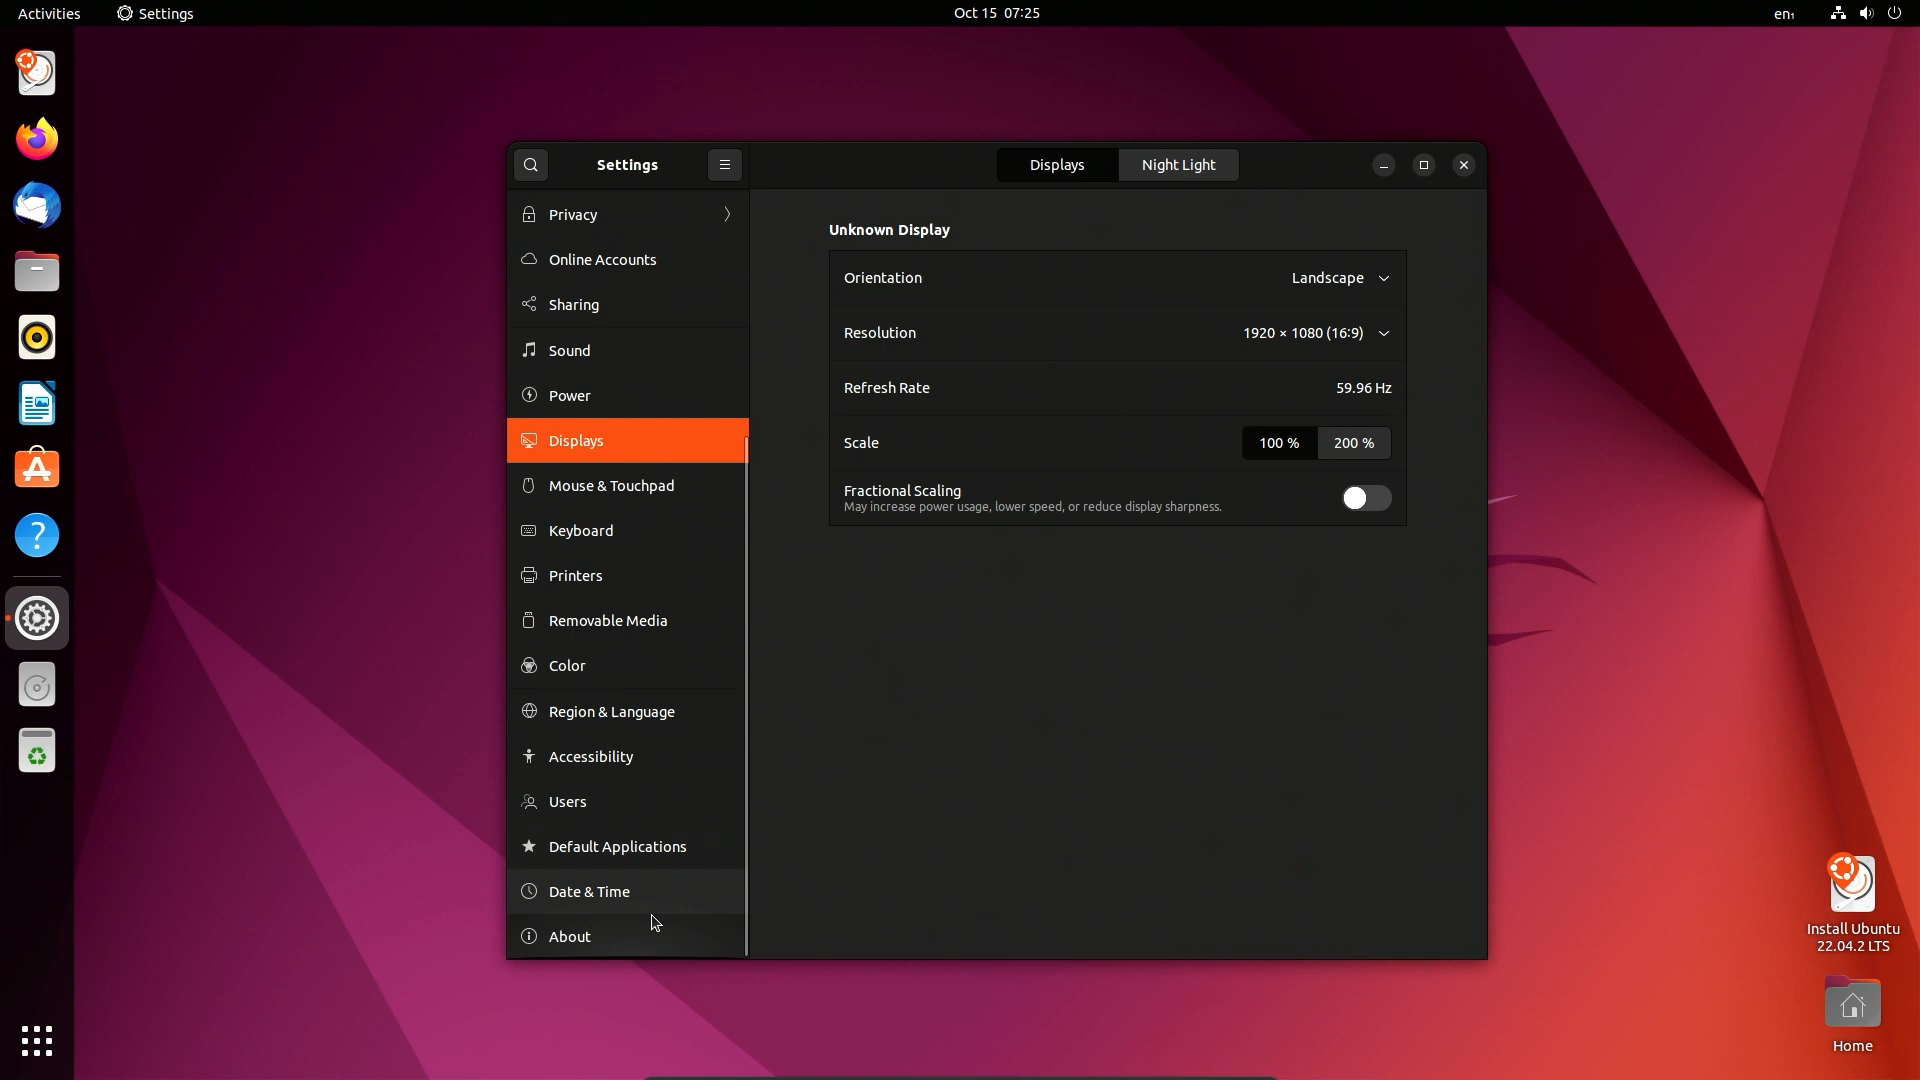 Activities
Settings
Oct 15 07:25
en₁
Settings
Displays
Night Light
Privacy
Online Accounts
Sharing
Sound
Power
Displays
Mouse & Touchpad
Keyboard
Printers
Removable Media
Color
Region & Language
Accessibility
Users
Default Applications
Date & Time
About
Unknown Display
Orientation
Landscape
Resolution
1920 × 1080 (16:9)
Refresh Rate
59.96 Hz
Scale
100 %
200 %
Fractional Scaling
May increase power usage, lower speed, or reduce display sharpness.
Install Ubuntu
22.04.2 LTS
Home